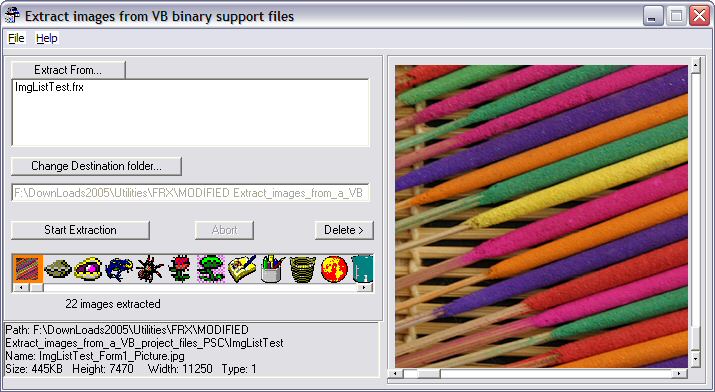 Extract images from VB binary support files
File Help
Extract From...
ImgListTest.frx
Change Destination folder...
F:\DownLoads2005\Utilities\FRX\MODIFIED Extract_images_from_a_VB
Start Extraction Abort Delete >
22 images extracted
Path: F:\DownLoads2005\Utilities\FRX\MODIFIED
Extract_images_from_a_VB_project_files_PSC\ImgListTest
Name: ImgListTest_Form1_Picture.jpg
Size: 445KB Height: 7470 Width: 11250 Type: 1